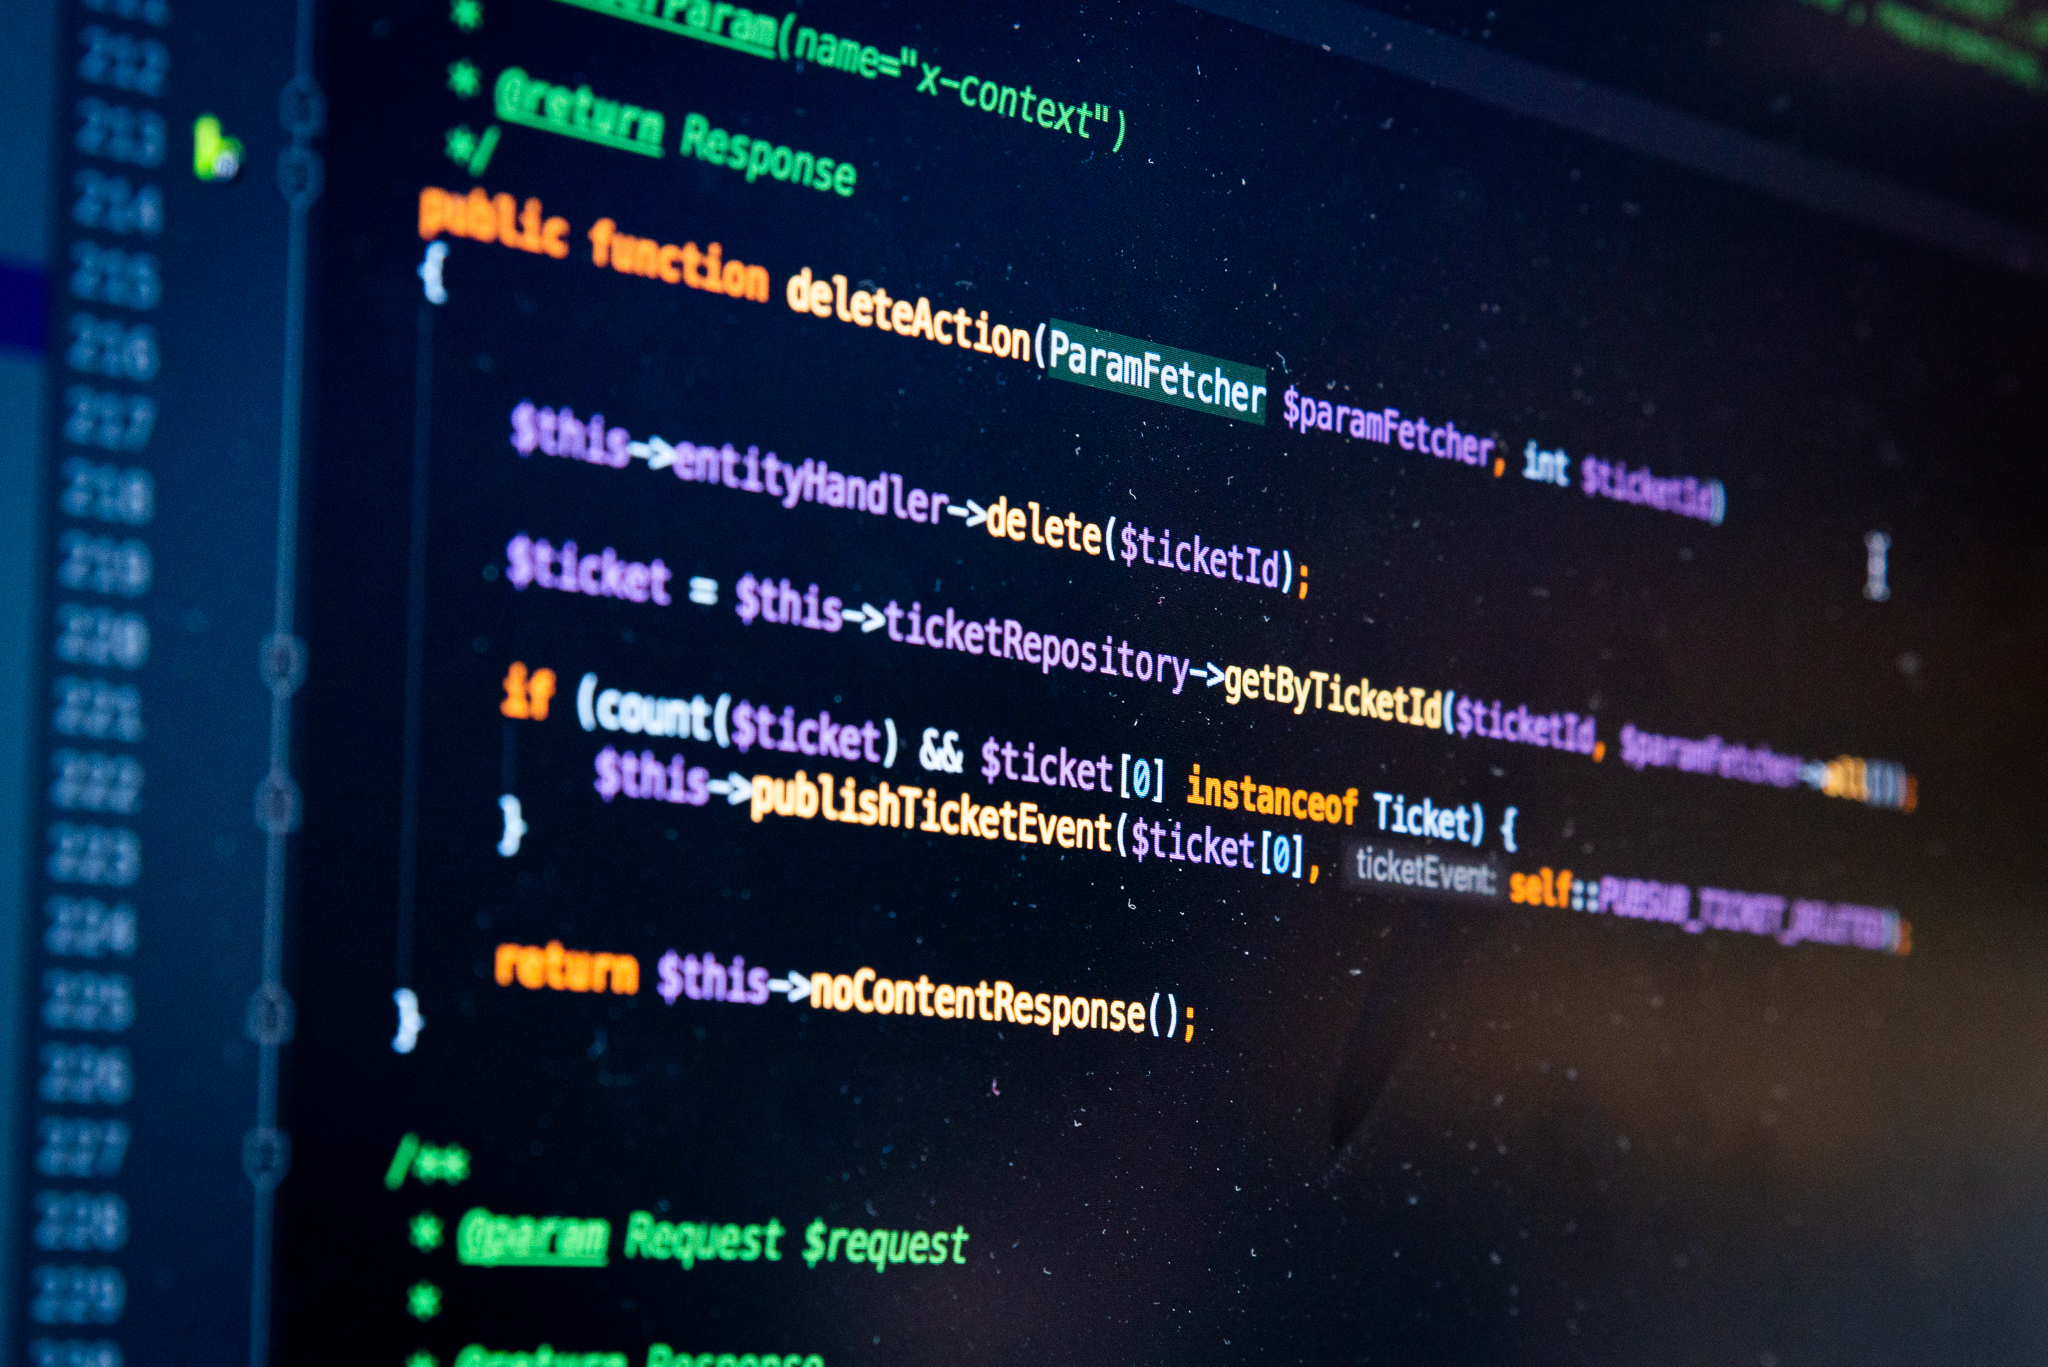 212
213
214
215
216
217
218
219
220
221
222
223
224
225
226
227
228
229
* Param(name="x-context")
* @return Response
*/
public function deleteAction(ParamFetcher $paramFetcher, int $ticketId)
{
$this->entityHandler->delete($ticketId);
$ticket = $this->ticketRepository->getByTicketId($ticketId, $paramFetcher->all());
if (count($ticket) && $ticket[0] instanceof Ticket) {
$this->publishTicketEvent($ticket[0], ticketEvent: self::PUBSUB_TICKET_DELETED);
}
return $this->noContentResponse();
}
/**
* @param Request $request
*
* @return Response